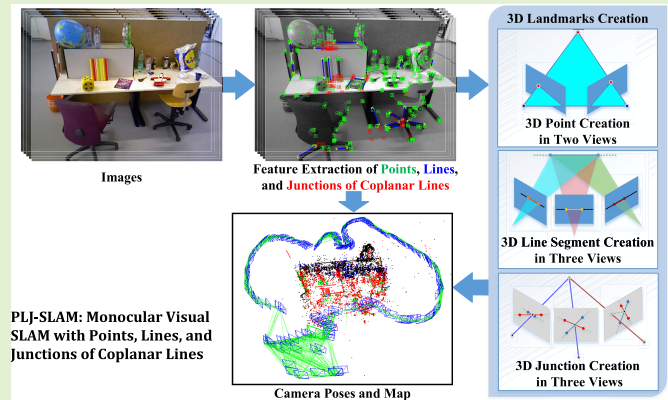 Images
Feature Extraction of Points, Lines,
and Junctions of Coplanar Lines
3D Landmarks Creation
3D Point Creation
in Two Views
3D Line Segment Creation
in Three Views
3D Junction Creation
in Three Views
PLJ-SLAM: Monocular Visual
SLAM with Points, Lines, and
Junctions of Coplanar Lines
Camera Poses and Map